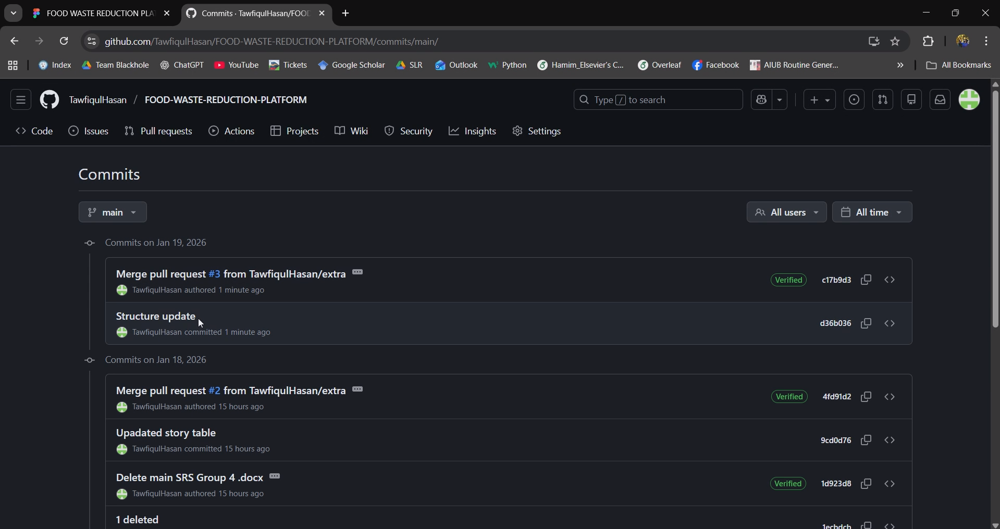 FOOD WASTE REDUCTION PLA
Commits · TawfiqulHasan/FOOD
github.com/TawfiqulHasan/FOOD-WASTE-REDUCTION-PLATFORM/commits/main/
Index Team Blackhole ChatGPT YouTube Tickets Google Scholar SLR Outlook Python Hamim_Elsevier's C... Overleaf Facebook AIUB Routine Gener... » All Bookmarks
TawfiqulHasan / FOOD-WASTE-REDUCTION-PLATFORM Type / to search
Code Issues Pull requests Actions Projects Wiki Security Insights Settings
Commits
main All users All time
Commits on Jan 19, 2026
Merge pull request #3 from TawfiqulHasan/extra
TawfiqulHasan authored 1 minute ago
Verified c17b9d3
Structure update
TawfiqulHasan committed 1 minute ago
d36b036
Commits on Jan 18, 2026
Merge pull request #2 from TawfiqulHasan/extra
TawfiqulHasan authored 15 hours ago
Verified 4fd91d2
Upadated story table
TawfiqulHasan committed 15 hours ago
9cd0d76
Delete main SRS Group 4 .docx
TawfiqulHasan authored 15 hours ago
Verified 1d923d8
1 deleted
1ecbdcb